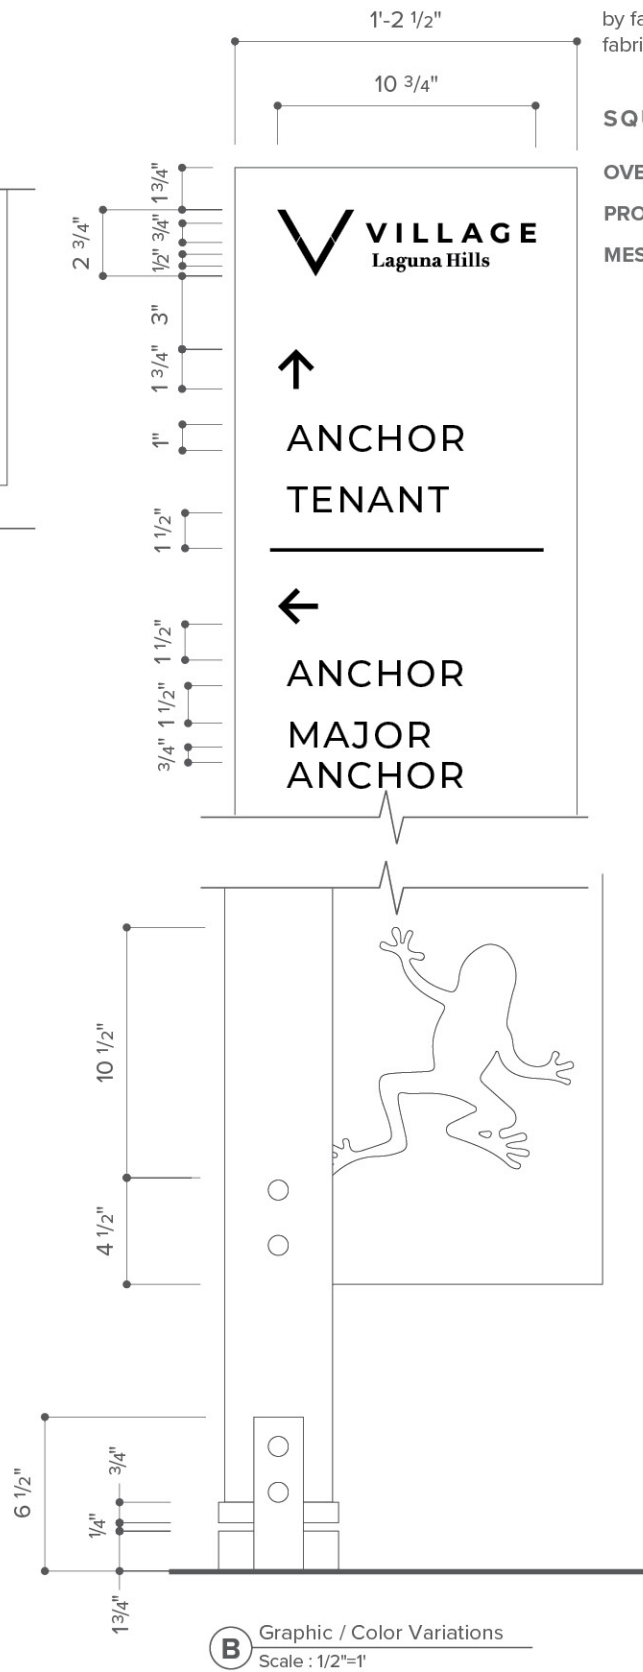 1'-2 1/2"
by fa
fabri
10 3/4"
SQU
OVE
PRO
MES
1 3/4"
2 3/4"
3/4"
1/2"
VILLAGE
Laguna Hills
3"
1 3/4"
1"
ANCHOR
TENANT
1 1/2"
1 1/2"
ANCHOR
1 1/2"
MAJOR
3/4"
ANCHOR
10 1/2"
4 1/2"
6 1/2"
3/4"
1/4"
1 3/4"
B
Graphic / Color Variations
Scale : 1/2"=1'